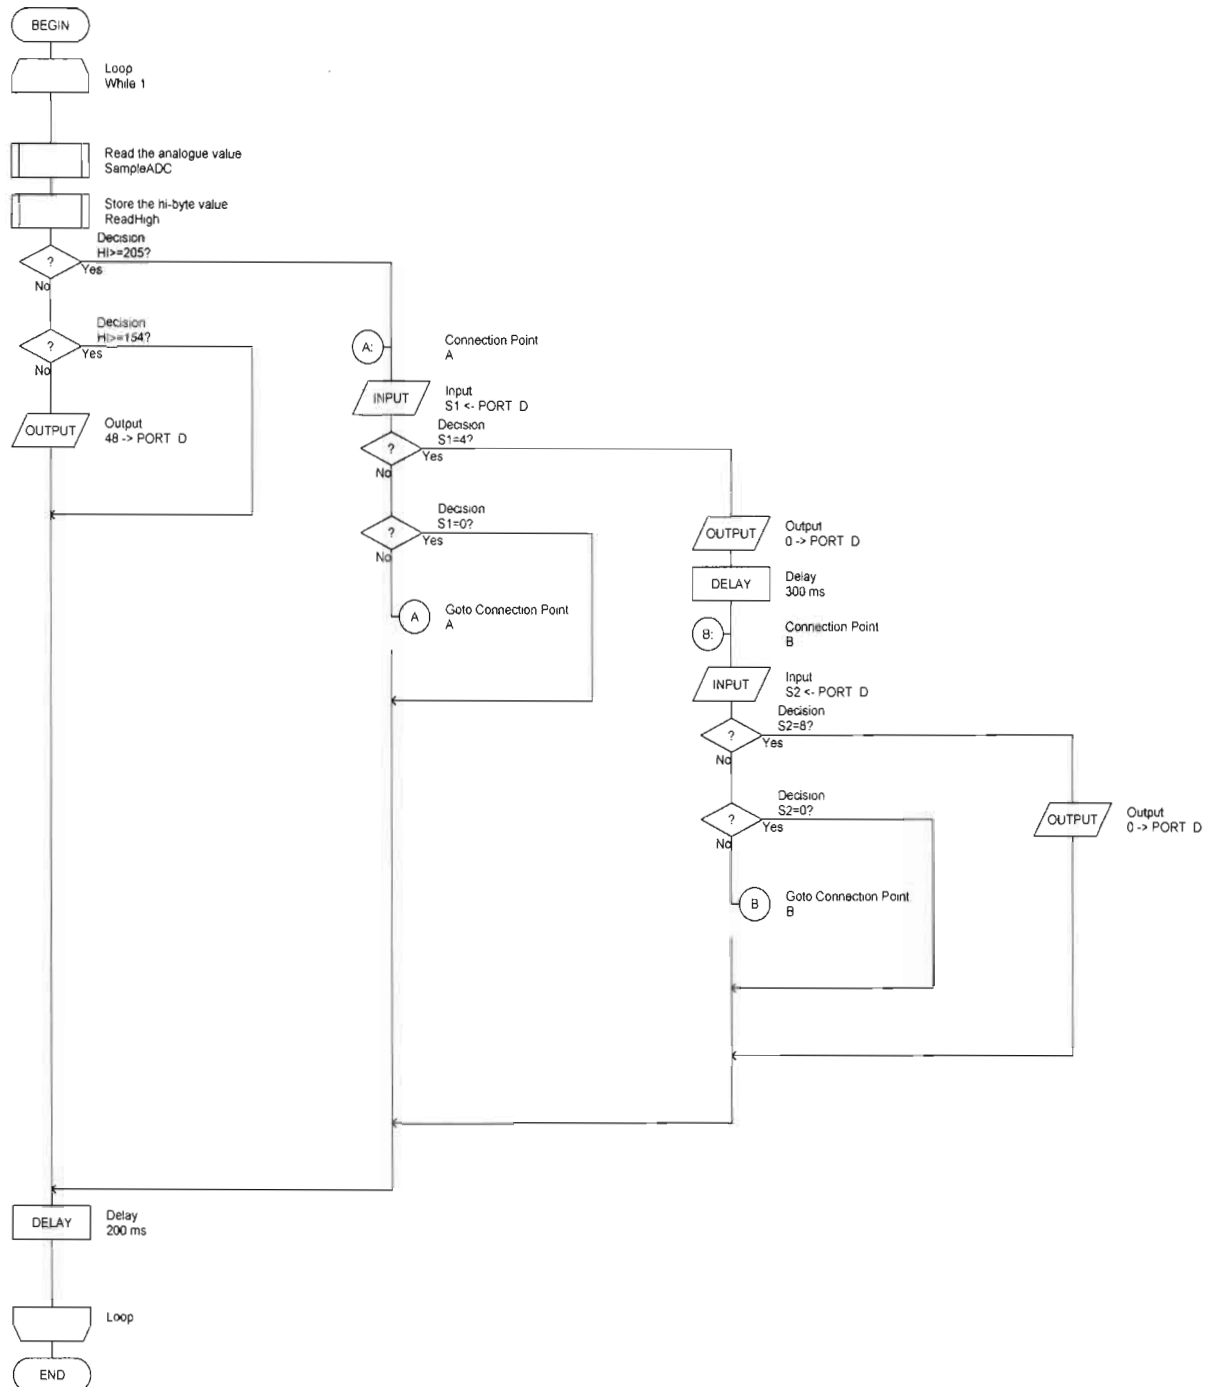 BEGIN
Loop
While 1
Read the analogue value
SampleADC
Store the hi-byte value
ReadHigh
Decision
HI>=205?
?
Yes
No
Decision
HI>=154?
?
Yes
No
OUTPUT
Output
48 -> PORT D
A:
Connection Point
A
INPUT
Input
S1 <- PORT D
Decision
S1=4?
?
Yes
No
Decision
S1=0?
?
Yes
No
A
Goto Connection Point
A
OUTPUT
Output
0 -> PORT D
DELAY
Delay
300 ms
B:
Connection Point
B
INPUT
Input
S2 <- PORT D
Decision
S2=8?
?
Yes
No
Decision
S2=0?
?
Yes
No
OUTPUT
Output
0 -> PORT D
B
Goto Connection Point
B
DELAY
Delay
200 ms
Loop
END